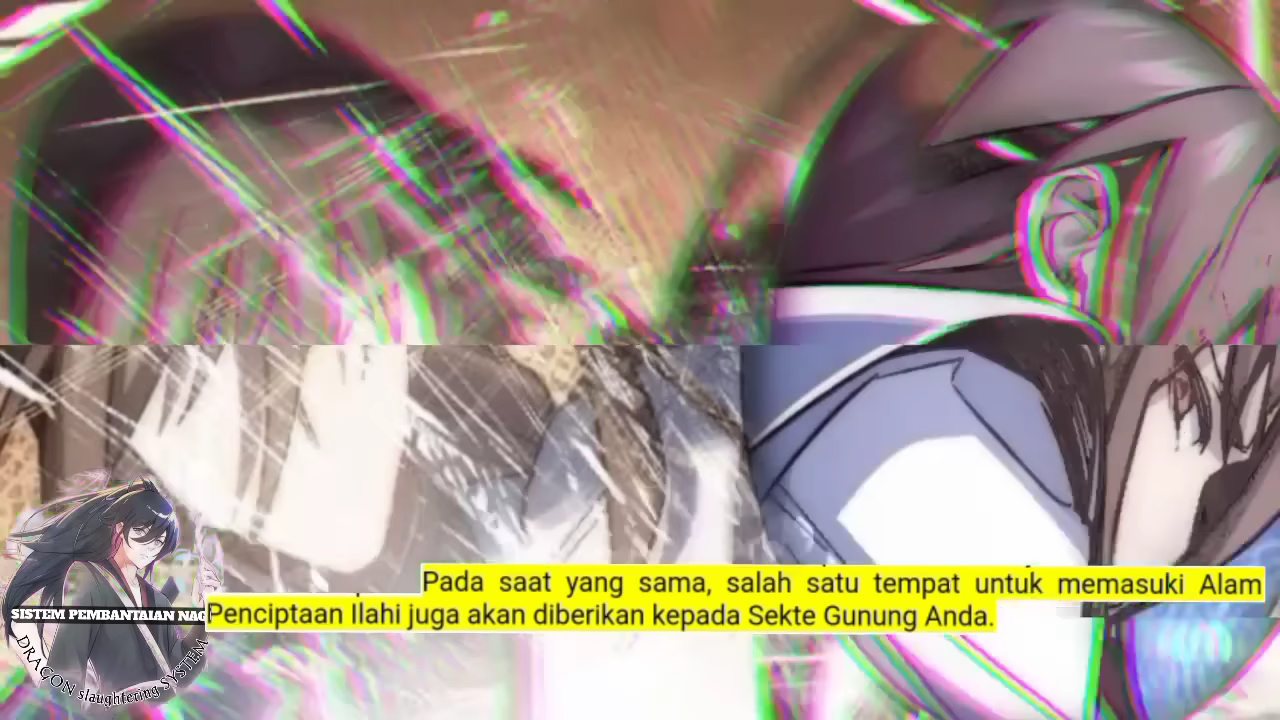 Pada saat yang sama, salah satu tempat untuk memasuki Alam
Penciptaan Ilahi juga akan diberikan kepada Sekte Gunung Anda.
SISTEM PEMBANTAIAN NAG
DRAGON slaughtering SYSTEM